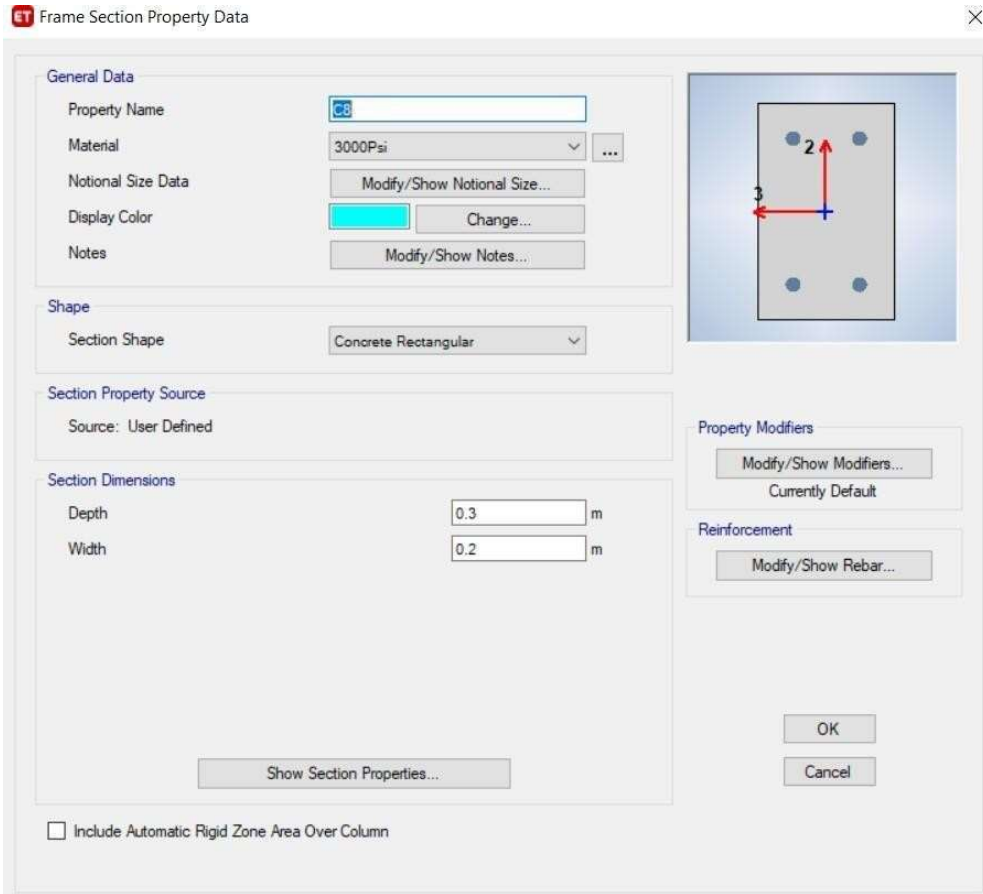 ET Frame Section Property Data
General Data
Property Name C8
Material 3000Psi ...
Notional Size Data Modify/Show Notional Size...
Display Color Change...
Notes Modify/Show Notes...
2
3
Shape
Section Shape Concrete Rectangular
Section Property Source
Source: User Defined
Property Modifiers
Modify/Show Modifiers...
Currently Default
Section Dimensions
Depth 0.3 m
Width 0.2 m
Reinforcement
Modify/Show Rebar...
OK
Show Section Properties...
Cancel
Include Automatic Rigid Zone Area Over Column